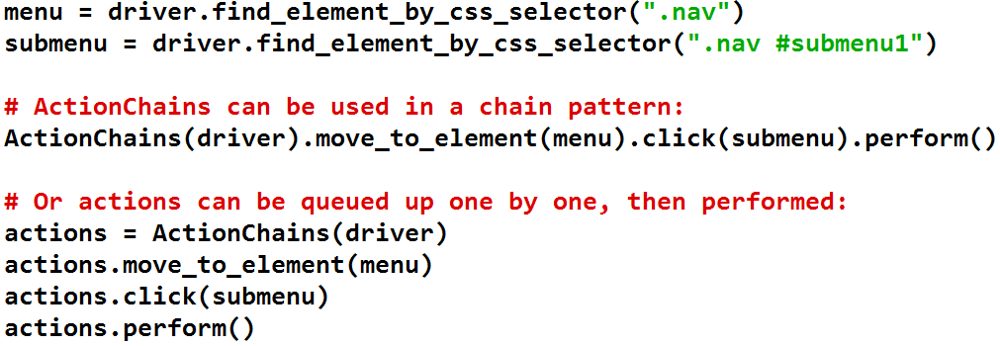 menu = driver.find_element_by_css_selector(".nav")
submenu = driver.find_element_by_css_selector(".nav #submenu1")
# ActionChains can be used in a chain pattern:
ActionChains(driver).move_to_element(menu).click(submenu).perform()
# Or actions can be queued up one by one, then performed:
actions = ActionChains(driver)
actions.move_to_element(menu)
actions.click(submenu)
actions.perform()